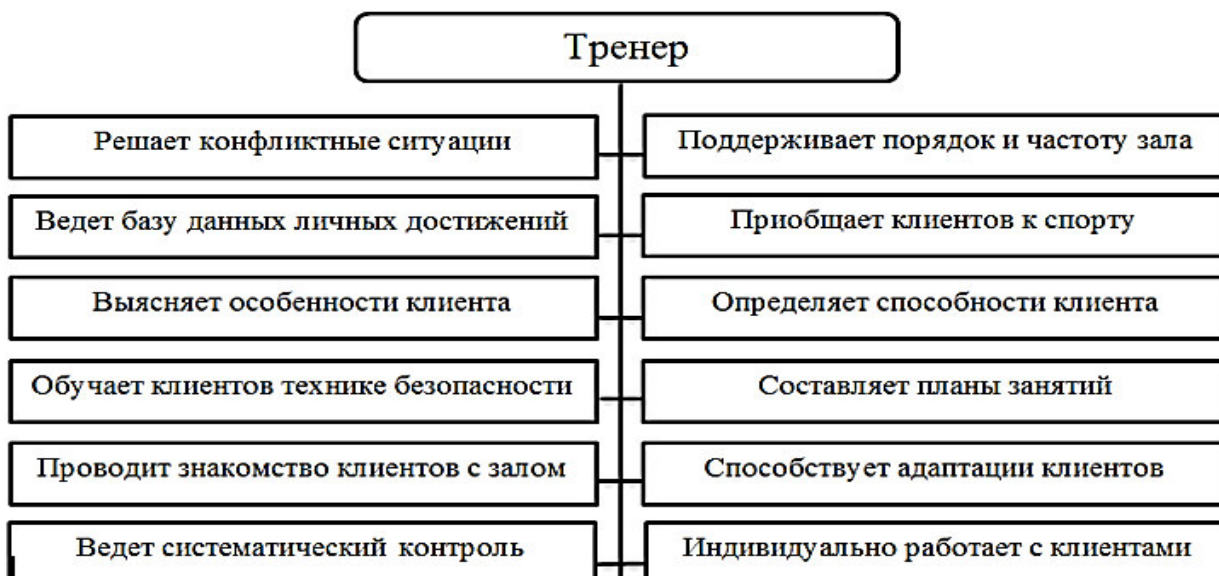 Тренер
Решает конфликтные ситуации
Поддерживает порядок и частоту зала
Ведет базу данных личных достижений
Приобщает клиентов к спорту
Выясняет особенности клиента
Определяет способности клиента
Обучает клиентов технике безопасности
Составляет планы занятий
Проводит знакомство клиентов с залом
Способствует адаптации клиентов
Ведет систематический контроль
Индивидуально работает с клиентами